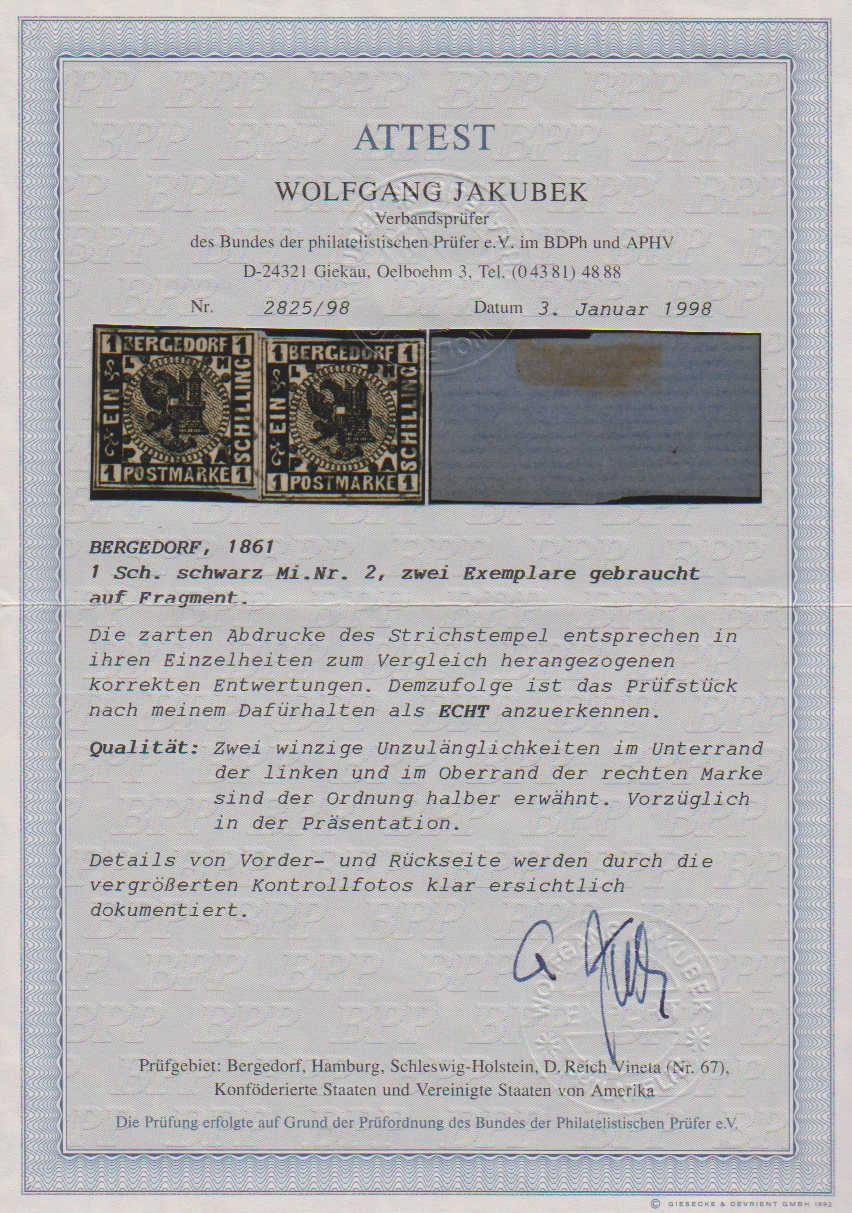 ATTEST
WOLFGANG JAKUBEK
Verbandsprüfer
des Bundes der philatelistischen Prüfer e.V. im BDPh und APHV
D-24321 Giekau, Oelboehm 3, Tel. (0 43 81) 48 88
Nr. 2825/98 Datum 3. Januar 1998
1 BERGEDORF 1 1 BERGEDORF 1
L M L M
EIN SCHILLING EIN SCHILLING
P A P A
1 POSTMARKE 1 1 POSTMARKE 1
BERGEDORF, 1861
1 Sch. schwarz Mi.Nr. 2, zwei Exemplare gebraucht
auf Fragment.
Die zarten Abdrucke des Strichstempel entsprechen in
ihren Einzelheiten zum Vergleich herangezogenen
korrekten Entwertungen. Demzufolge ist das Prüfstück
nach meinem Dafürhalten als ECHT anzuerkennen.
Qualität: Zwei winzige Unzulänglichkeiten im Unterrand
der linken und im Oberrand der rechten Marke
sind der Ordnung halber erwähnt. Vorzüglich
in der Präsentation.
Details von Vorder- und Rückseite werden durch die
vergrößerten Kontrollfotos klar ersichtlich
dokumentiert.
WOLFGANG JAKUBEK
Prüfgebiet: Bergedorf, Hamburg, Schleswig-Holstein, D. Reich Vineta (Nr. 67),
Konföderierte Staaten und Vereinigte Staaten von Amerika
Die Prüfung erfolgte auf Grund der Prüfordnung des Bundes der Philatelistischen Prüfer e.V.
© GIESECKE & DEVRIENT GMBH 1992